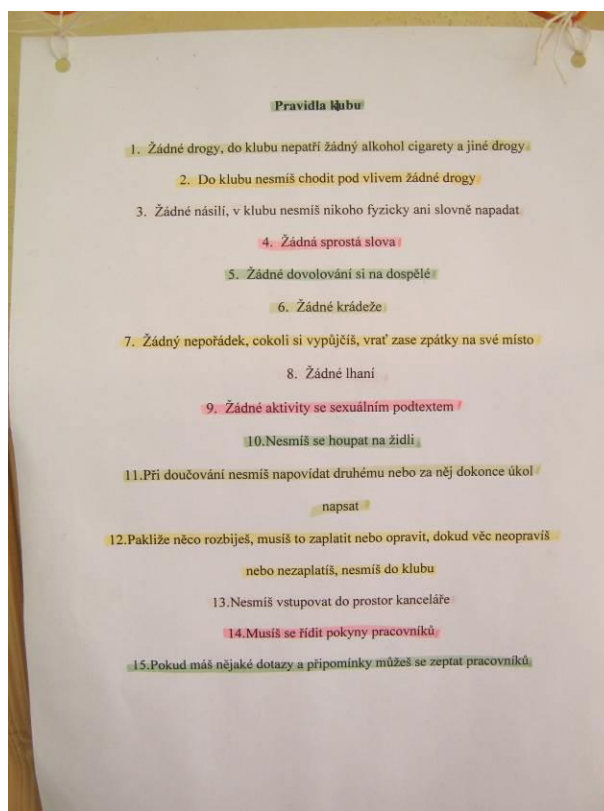 Pravidla klubu
1. Žádné drogy, do klubu nepatří žádný alkohol cigarety a jiné drogy
2. Do klubu nesmíš chodit pod vlivem žádné drogy
3. Žádné násilí, v klubu nesmíš nikoho fyzicky ani slovně napadat
4. Žádná sprostá slova
5. Žádné dovolování si na dospělé
6. Žádné krádeže
7. Žádný nepořádek, cokoli si vypůjčíš, vrať zase zpátky na své místo
8. Žádné lhaní
9. Žádné aktivity se sexuálním podtextem
10.Nesmíš se houpat na židli
11.Při doučování nesmíš napovídat druhému nebo za něj dokonce úkol
napsat
12.Pakliže něco rozbiješ, musíš to zaplatit nebo opravit, dokud věc neopravíš
nebo nezaplatíš, nesmíš do klubu
13.Nesmíš vstupovat do prostor kanceláře
14.Musíš se řídit pokyny pracovníků
15.Pokud máš nějaké dotazy a připomínky můžeš se zeptat pracovníků